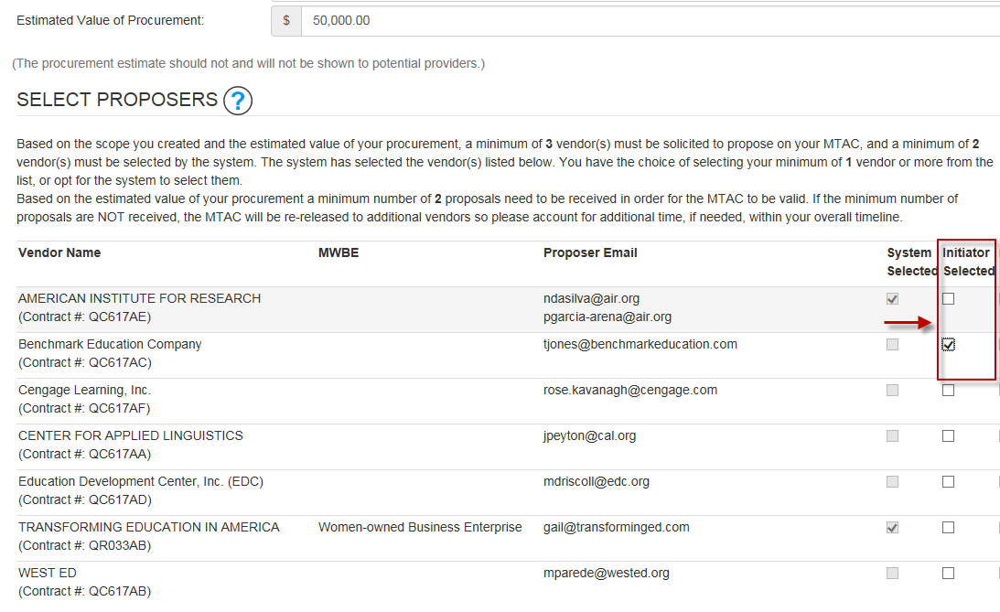 Estimated Value of Procurement: $ 50,000.00
(The procurement estimate should not and will not be shown to potential providers.)
SELECT PROPOSERS ?
Based on the scope you created and the estimated value of your procurement, a minimum of 3 vendor(s) must be solicited to propose on your MTAC, and a minimum of 2
vendor(s) must be selected by the system. The system has selected the vendor(s) listed below. You have the choice of selecting your minimum of 1 vendor or more from the
list, or opt for the system to select them.
Based on the estimated value of your procurement a minimum number of 2 proposals need to be received in order for the MTAC to be valid. If the minimum number of
proposals are NOT received, the MTAC will be re-released to additional vendors so please account for additional time, if needed, within your overall timeline.
Vendor Name MWBE Proposer Email System Initiator
Selected Selected
AMERICAN INSTITUTE FOR RESEARCH ndasilva@air.org
(Contract #: QC617AE) pgarcia-arena@air.org
Benchmark Education Company tjones@benchmarkeducation.com
(Contract #: QC617AC)
Cengage Learning, Inc. rose.kavanagh@cengage.com
(Contract #: QC617AF)
CENTER FOR APPLIED LINGUISTICS jpeyton@cal.org
(Contract #: QC617AA)
Education Development Center, Inc. (EDC) mdriscoll@edc.org
(Contract #: QC617AD)
TRANSFORMING EDUCATION IN AMERICA Women-owned Business Enterprise gail@transforminged.com
(Contract #: QR033AB)
WEST ED mparede@wested.org
(Contract #: QC617AB)